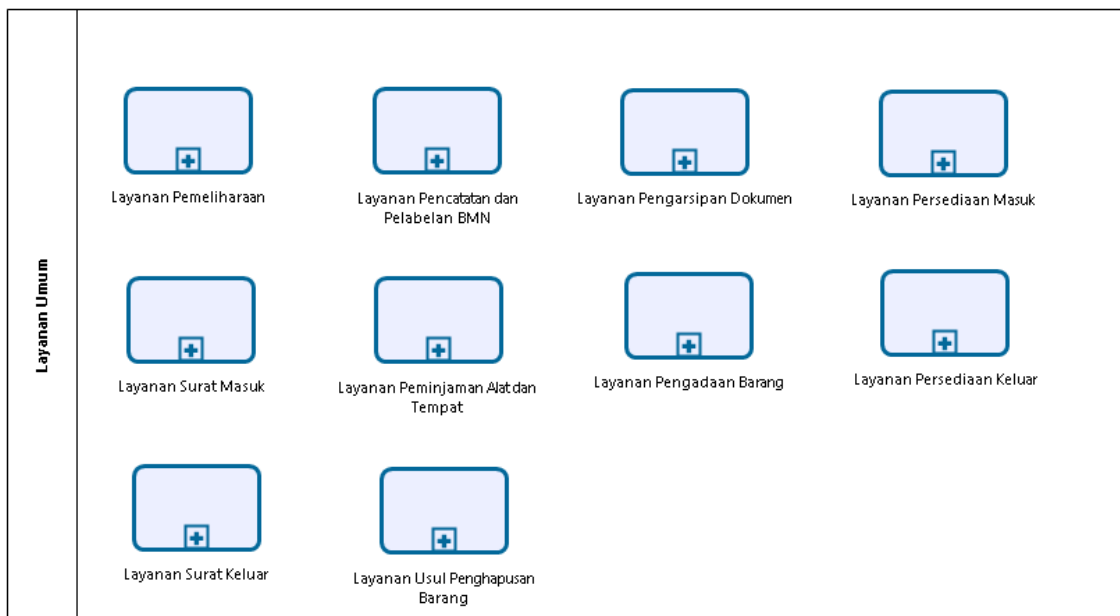 Layanan Umum
Layanan Pemeliharaan
Layanan Pencatatan dan
Pelabelan BMN
Layanan Pengarsipan Dokumen
Layanan Persediaan Masuk
Layanan Surat Masuk
Layanan Peminjaman Alat dan
Tempat
Layanan Pengadaan Barang
Layanan Persediaan Keluar
Layanan Surat Keluar
Layanan Usul Penghapusan
Barang